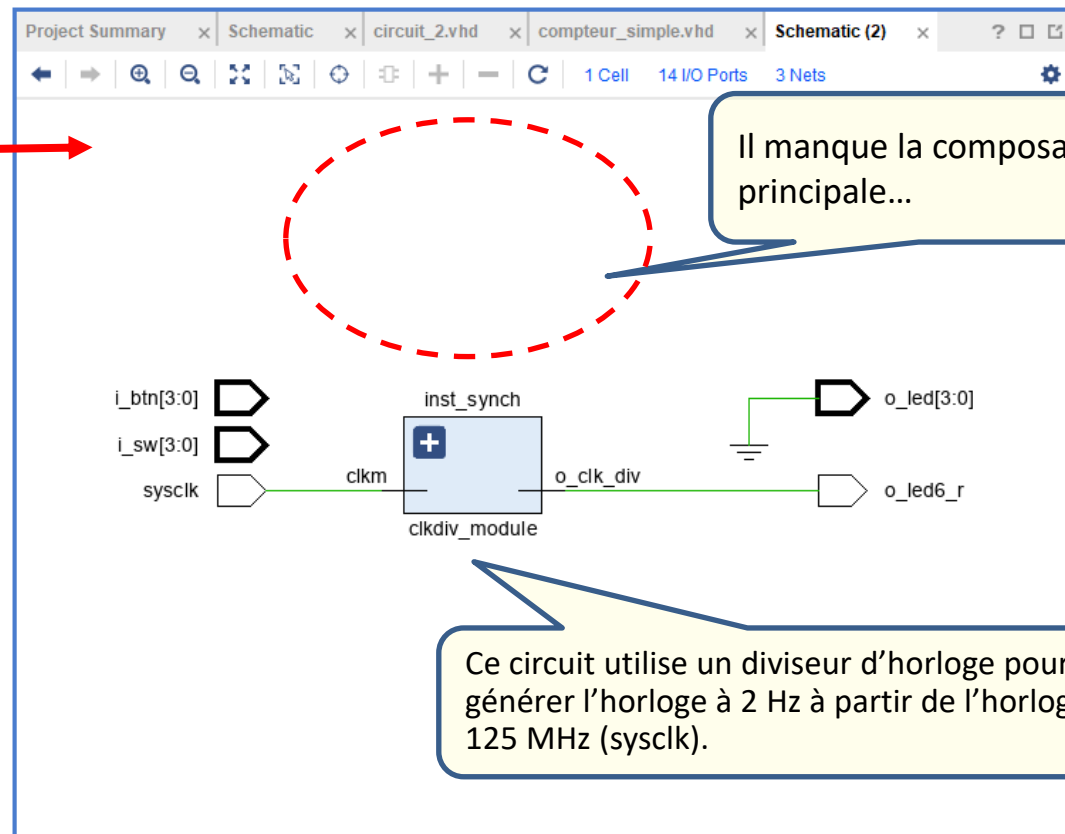 Project Summary × Schematic × circuit_2.vhd × compteur_simple.vhd × Schematic (2) × ?
1 Cell 14 I/O Ports 3 Nets
Il manque la
principale…
i_btn[3:0]
i_sw[3:0]
sysclk
clkm
inst_synch
clkdiv_module
o_clk_div
o_led[3:0]
o_led6_r
Ce circuit utilise un diviseur d’horloge pour
générer l’horloge à 2 Hz à partir de
125 MHz (sysclk).